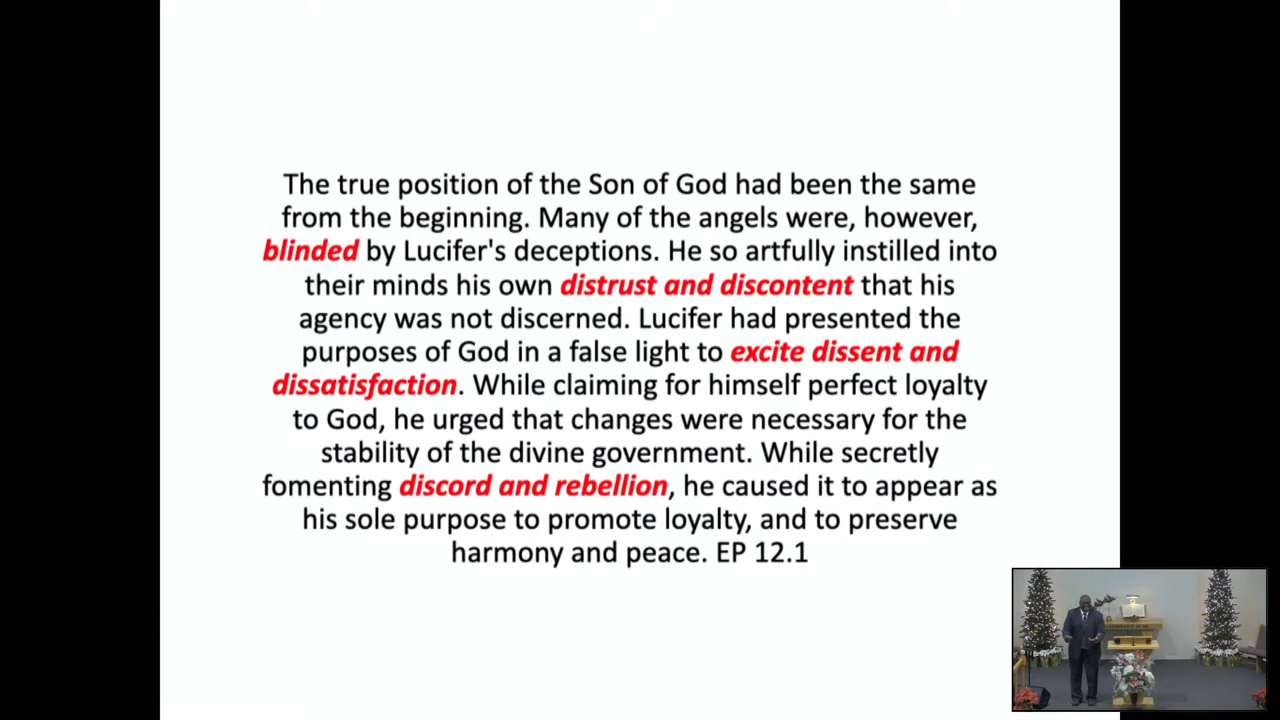 The true position of the Son of God had been the same
from the beginning. Many of the angels were, however,
blinded by Lucifer's deceptions. He so artfully instilled into
their minds his own distrust and discontent that his
agency was not discerned. Lucifer had presented the
purposes of God in a false light to excite dissent and
dissatisfaction. While claiming for himself perfect loyalty
to God, he urged that changes were necessary for the
stability of the divine government. While secretly
fomenting discord and rebellion, he caused it to appear as
his sole purpose to promote loyalty, and to preserve
harmony and peace. EP 12.1